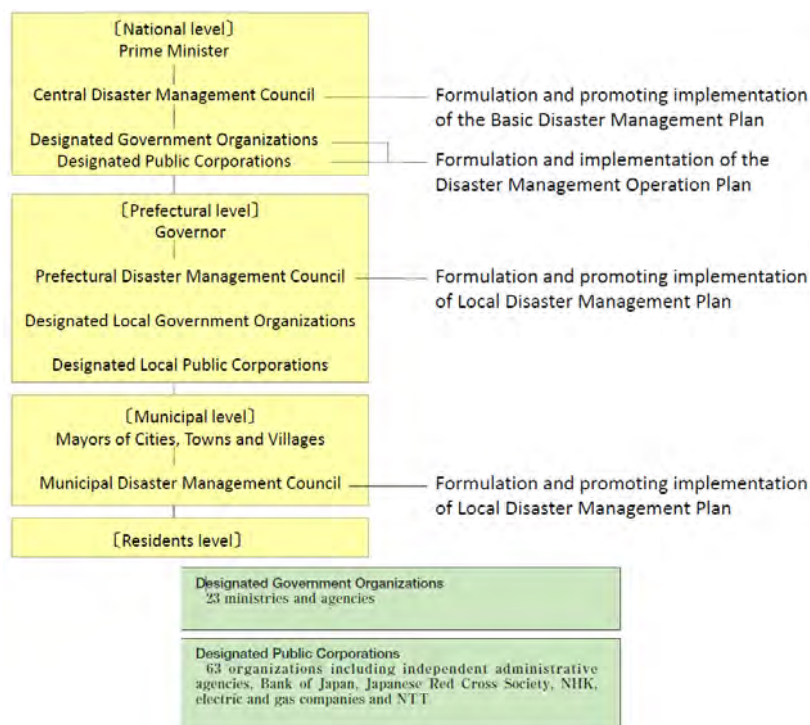 〔National level〕
Prime Minister
Central Disaster Management Council
Formulation and promoting implementation
of the Basic Disaster Management Plan
Designated Government Organizations
Designated Public Corporations
Formulation and implementation of the
Disaster Management Operation Plan
〔Prefectural level〕
Governor
Prefectural Disaster Management Council
Formulation and promoting implementation
of Local Disaster Management Plan
Designated Local Government Organizations
Designated Local Public Corporations
〔Municipal level〕
Mayors of Cities, Towns and Villages
Municipal Disaster Management Council
Formulation and promoting implementation
of Local Disaster Management Plan
〔Residents level〕
Designated Government Organizations
23 ministries and agencies
Designated Public Corporations
63 organizations including independent administrative
agencies, Bank of Japan, Japanese Red Cross Society, NHK,
electric and gas companies and NTT